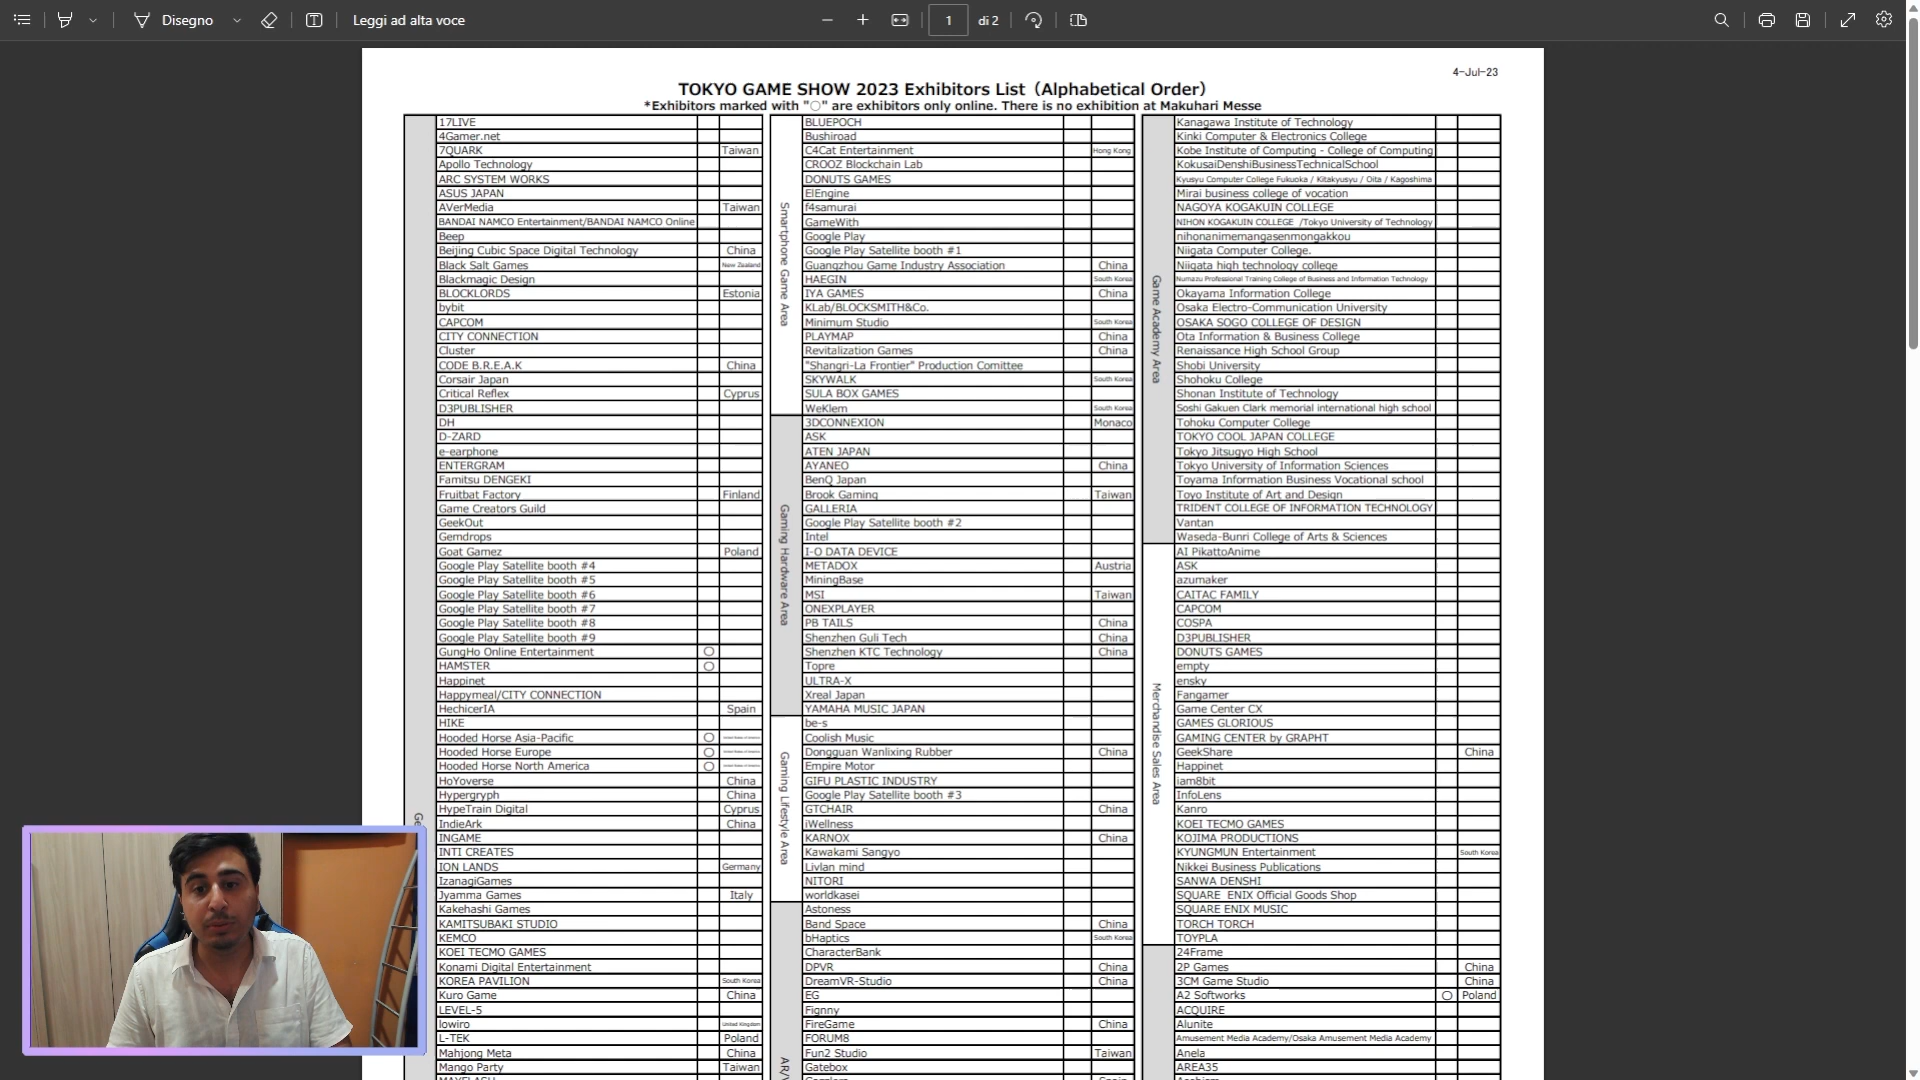 Disegno
Leggi ad alta voce
1
di 2
4-Jul-23
TOKYO GAME SHOW 2023 Exhibitors List (Alphabetical Order)
*Exhibitors marked with "○" are exhibitors only online. There is no exhibition at Makuhari Messe
17LIVE
4Gamer.net
7QUARK Taiwan
Apollo Technology
ARC SYSTEM WORKS
ASUS JAPAN
AVerMedia Taiwan
BANDAI NAMCO Entertainment/BANDAI NAMCO Online
Beep
Beijing Cubic Space Digital Technology China
Black Salt Games New Zealand
Blackmagic Design
BLOCKLORDS Estonia
bybit
CAPCOM
CITY CONNECTION
Cluster
CODE B.R.E.A.K China
Corsair Japan
Critical Reflex Cyprus
D3PUBLISHER
DH
D-ZARD
e-earphone
ENTERGRAM
Famitsu DENGEKI
Fruitbat Factory Finland
Game Creators Guild
GeekOut
Gemdrops
Goat Gamez Poland
Google Play Satellite booth #4
Google Play Satellite booth #5
Google Play Satellite booth #6
Google Play Satellite booth #7
Google Play Satellite booth #8
Google Play Satellite booth #9
GungHo Online Entertainment ○
HAMSTER ○
Happinet
Happymeal/CITY CONNECTION
HechicerIA Spain
HIKE
Hooded Horse Asia-Pacific ○ United States of America
Hooded Horse Europe ○ United States of America
Hooded Horse North America ○ United States of America
HoYoverse China
Hypergryph China
HypeTrain Digital Cyprus
IndieArk China
INGAME
INTI CREATES
ION LANDS Germany
IzanagiGames
Jyamma Games Italy
Kakehashi Games
KAMITSUBAKI STUDIO
KEMCO
KOEI TECMO GAMES
Konami Digital Entertainment
KOREA PAVILION South Korea
Kuro Game China
LEVEL-5
lowiro United Kingdom
L-TEK Poland
Mahjong Meta China
Mango Party Taiwan
Smartphone Game Area
BLUEPOCH
Bushiroad
C4Cat Entertainment Hong Kong
CROOZ Blockchain Lab
DONUTS GAMES
ElEngine
f4samurai
GameWith
Google Play
Google Play Satellite booth #1
Guangzhou Game Industry Association China
HAEGIN South Korea
IYA GAMES China
KLab/BLOCKSMITH&Co.
Minimum Studio South Korea
PLAYMAP China
Revitalization Games China
"Shangri-La Frontier" Production Comittee
SKYWALK South Korea
SULA BOX GAMES
WeKlem South Korea
Gaming Hardware Area
3DCONNEXION Monaco
ASK
ATEN JAPAN
AYANEO China
BenQ Japan
Brook Gaming Taiwan
GALLERIA
Google Play Satellite booth #2
Intel
I-O DATA DEVICE
METADOX Austria
MiningBase
MSI Taiwan
ONEXPLAYER
PB TAILS China
Shenzhen Guli Tech China
Shenzhen KTC Technology China
Topre
ULTRA-X
Xreal Japan
YAMAHA MUSIC JAPAN
Gaming Lifestyle Area
be-s
Coolish Music
Dongguan Wanlixing Rubber China
Empire Motor
GIFU PLASTIC INDUSTRY
Google Play Satellite booth #3
GTCHAIR China
iWellness
KARNOX China
Kawakami Sangyo
Livlan mind
NITORI
worldkasei
AR/
Astoness
Band Space China
bHaptics South Korea
CharacterBank
DPVR China
DreamVR-Studio China
EG
Fignny
FireGame China
FORUM8
Fun2 Studio Taiwan
Gatebox
Game Academy Area
Kanagawa Institute of Technology
Kinki Computer & Electronics College
Kobe Institute of Computing - College of Computing
KokusaiDenshiBusinessTechnicalSchool
Kyusyu Computer College Fukuoka / Kitakyusyu / Oita / Kagoshima
Mirai business college of vocation
NAGOYA KOGAKUIN COLLEGE
NIHON KOGAKUIN COLLEGE /Tokyo University of Technology
nihonanimemangasenmongakkou
Niigata Computer College.
Niigata high technology college
Numazu Professional Training College of Business and Information Technology
Okayama Information College
Osaka Electro-Communication University
OSAKA SOGO COLLEGE OF DESIGN
Ota Information & Business College
Renaissance High School Group
Shobi University
Shohoku College
Shonan Institute of Technology
Soshi Gakuen Clark memorial international high school
Tohoku Computer College
TOKYO COOL JAPAN COLLEGE
Tokyo Jitsugyo High School
Tokyo University of Information Sciences
Toyama Information Business Vocational school
Toyo Institute of Art and Design
TRIDENT COLLEGE OF INFORMATION TECHNOLOGY
Vantan
Waseda-Bunri College of Arts & Sciences
Merchandise Sales Area
AI PikattoAnime
ASK
azumaker
CAITAC FAMILY
CAPCOM
COSPA
D3PUBLISHER
DONUTS GAMES
empty
ensky
Fangamer
Game Center CX
GAMES GLORIOUS
GAMING CENTER by GRAPHT
GeekShare China
Happinet
iam8bit
InfoLens
Kanro
KOEI TECMO GAMES
KOJIMA PRODUCTIONS
KYUNGMUN Entertainment South Korea
Nikkei Business Publications
SANWA DENSHI
SQUARE ENIX Official Goods Shop
SQUARE ENIX MUSIC
TORCH TORCH
TOYPLA
24Frame
2P Games China
3CM Game Studio China
A2 Softworks ○ Poland
ACQUIRE
Alunite
Amusement Media Academy/Osaka Amusement Media Academy
Anela
AREA35